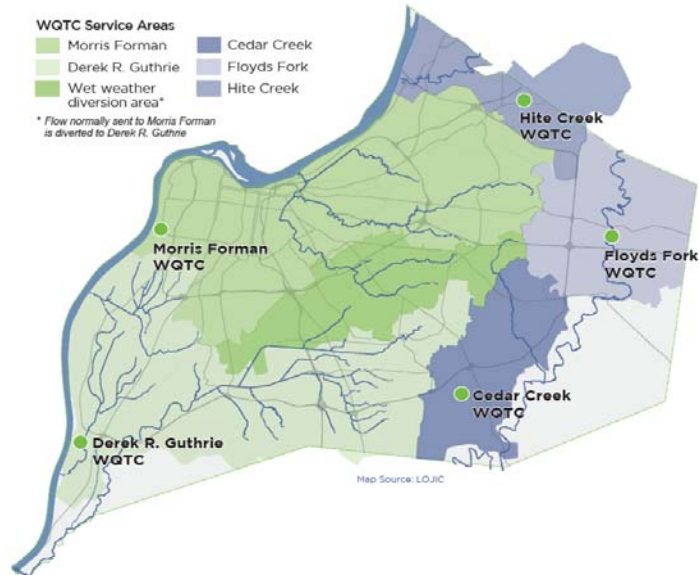 WQTC Service Areas
Morris Forman
Derek R. Guthrie
Wet weather
diversion area*
Cedar Creek
Floyds Fork
Hite Creek
* Flow normally sent to Morris Forman
is diverted to Derek R. Guthrie
Hite Creek
WQTC
Morris Forman
WQTC
Floyds Fork
WQTC
Cedar Creek
WQTC
Derek R. Guthrie
WQTC
Map Source: LOJIC